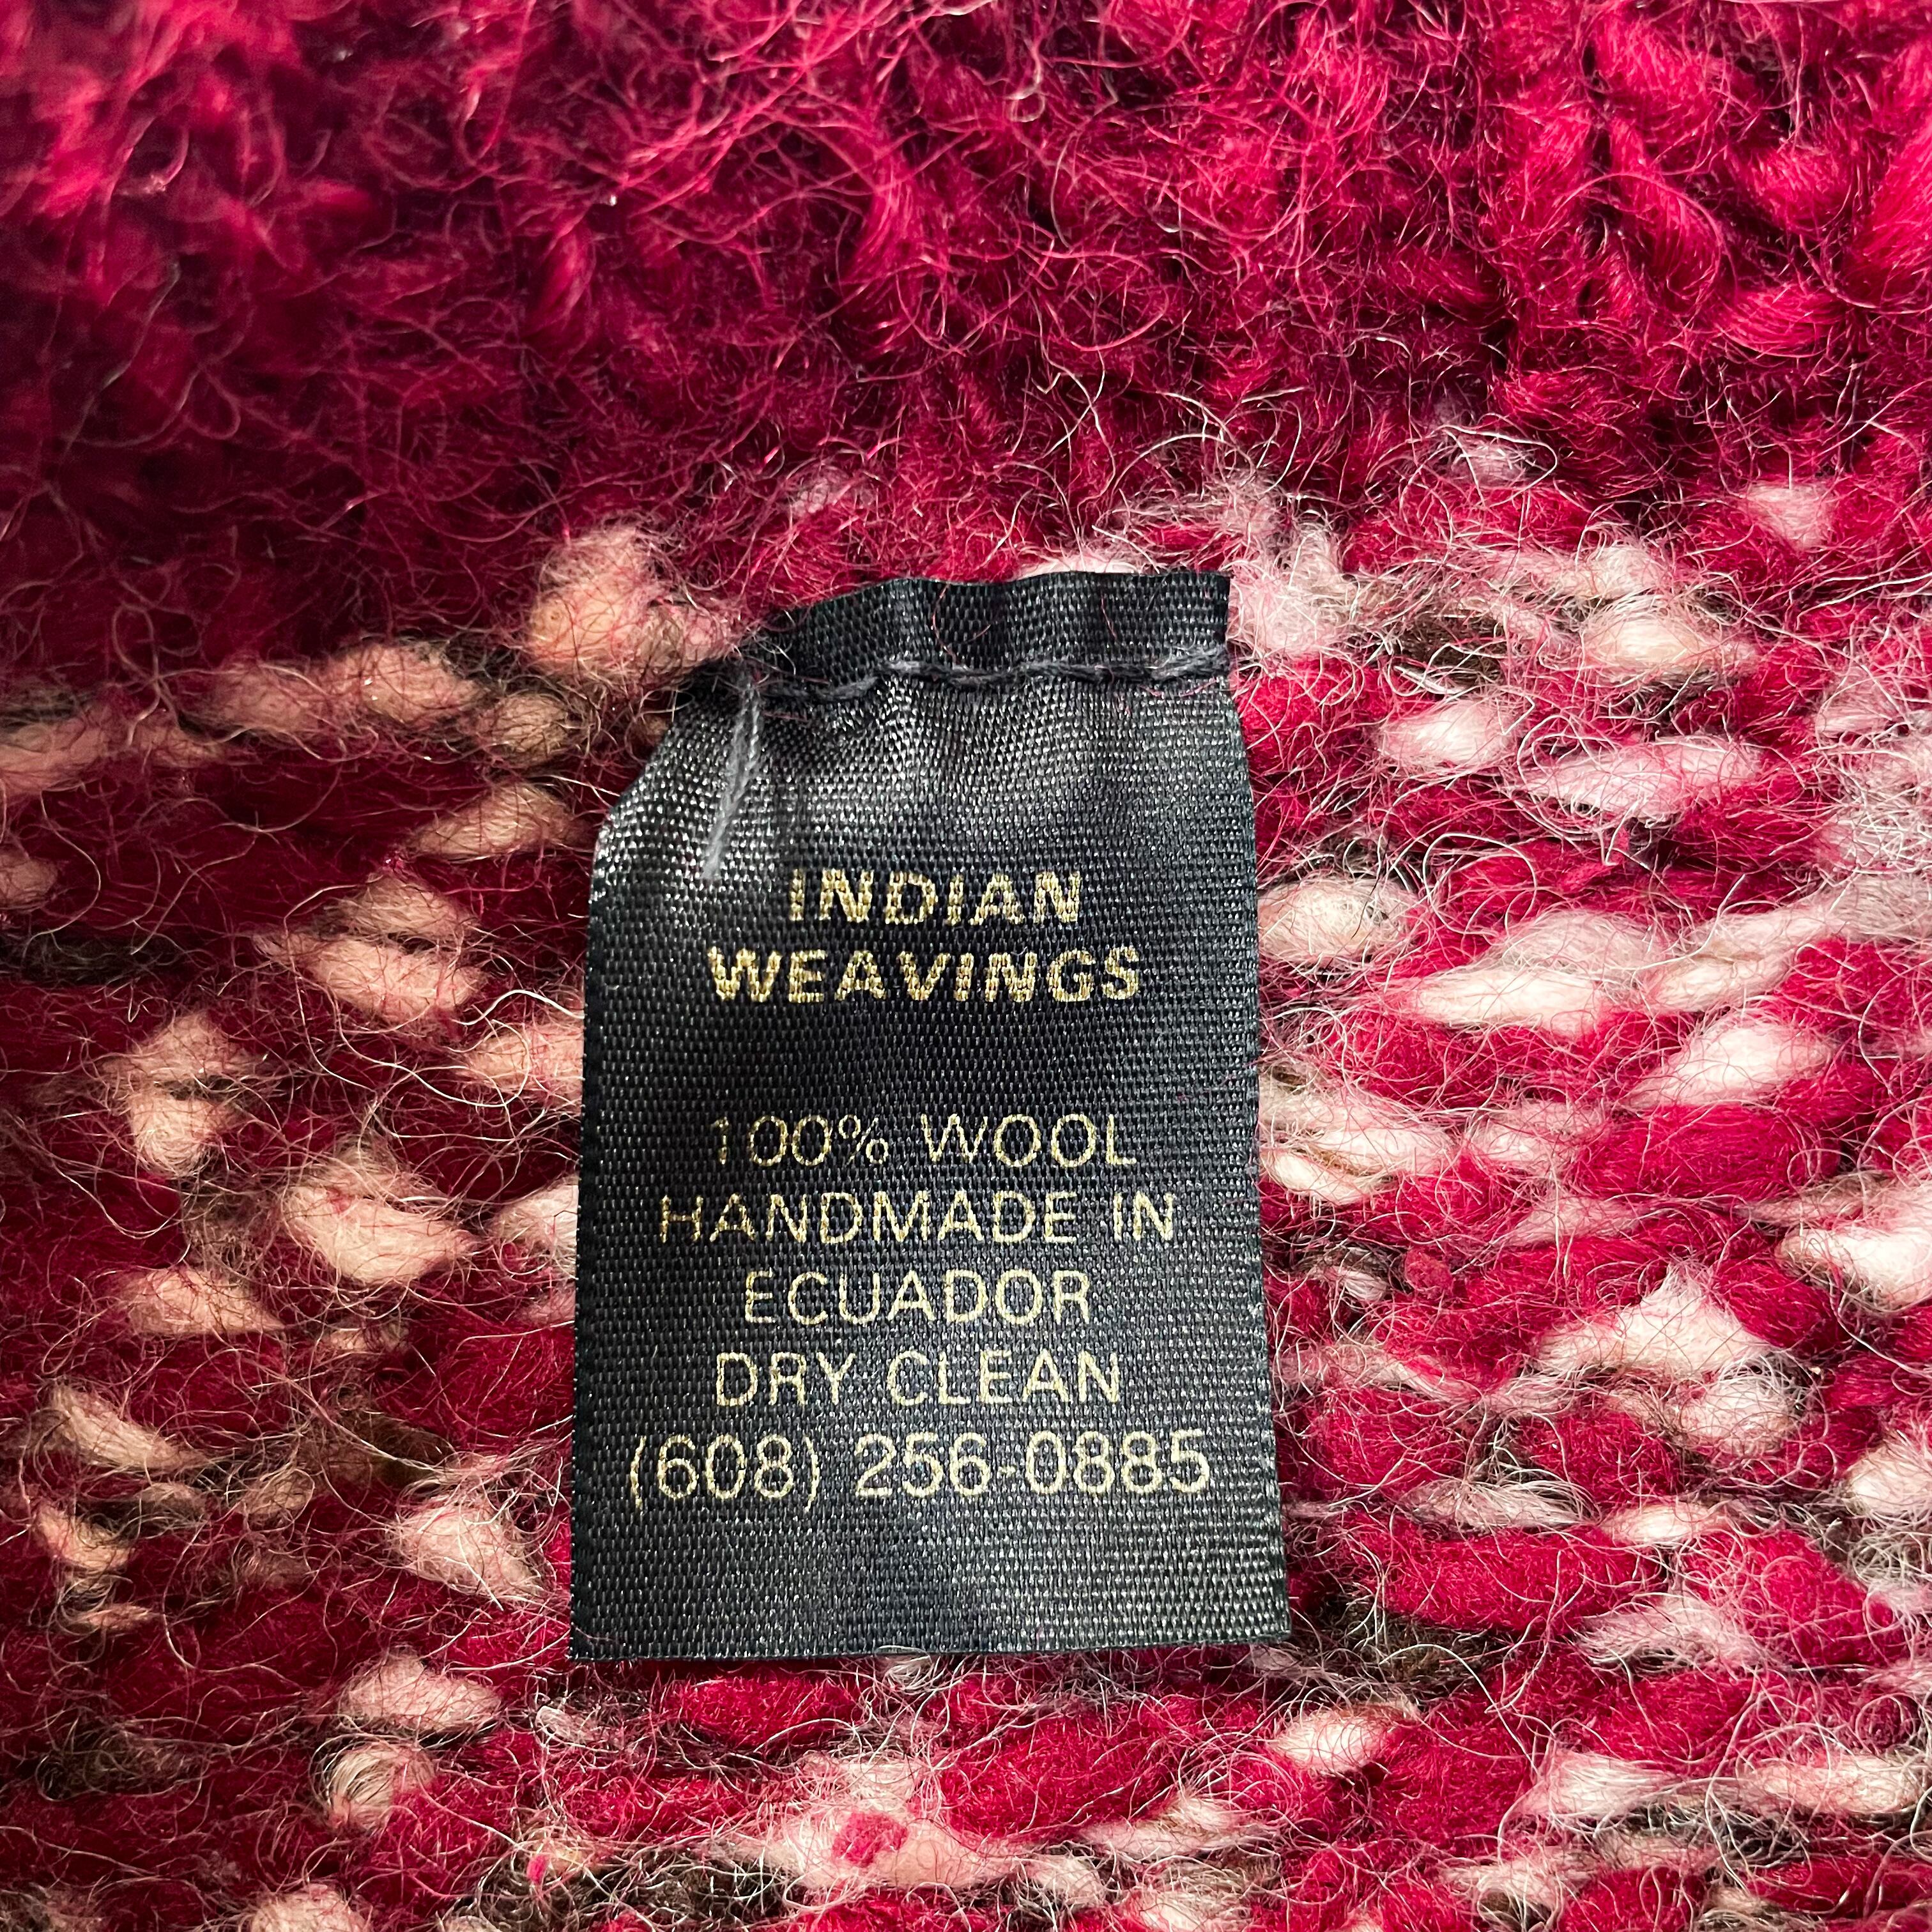 INDIAN
WEAVINGS
100% WOOL
HANDMADE IN
ECUADOR
DRY CLEAN
(608) 256-0885